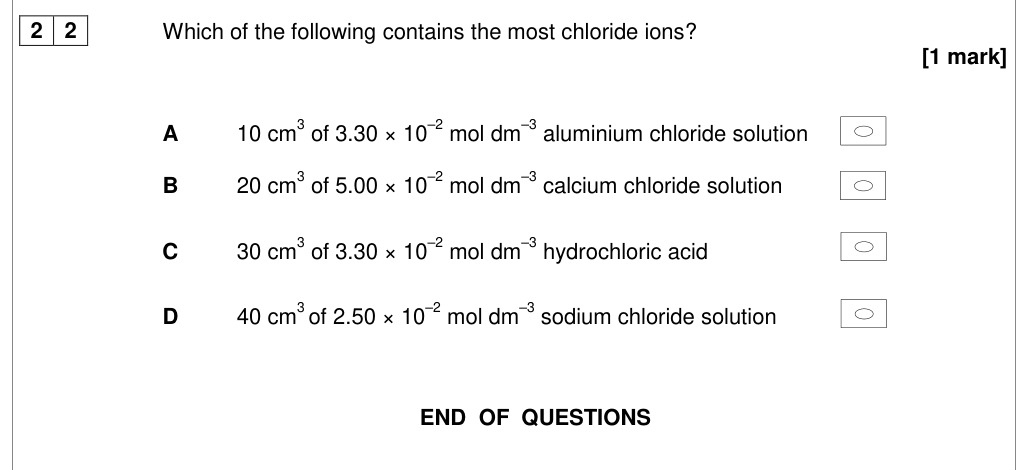 2 2 Which of the following contains the most chloride ions?
[1 mark]
A 10 cm³ of 3.30 × 10⁻² mol dm⁻³ aluminium chloride solution
B 20 cm³ of 5.00 × 10⁻² mol dm⁻³ calcium chloride solution
C 30 cm³ of 3.30 × 10⁻² mol dm⁻³ hydrochloric acid
D 40 cm³ of 2.50 × 10⁻² mol dm⁻³ sodium chloride solution
END OF QUESTIONS